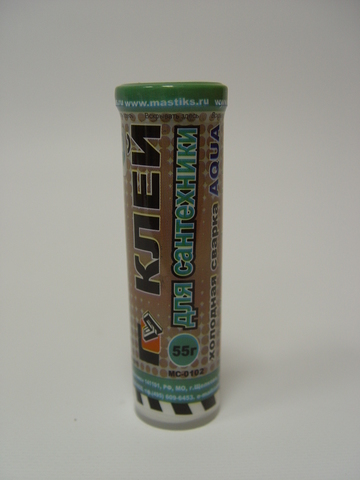 www.mastiks.ru
КЛЕЙ
для сантехники
холодная сварка AQUA
55г
МС-0102